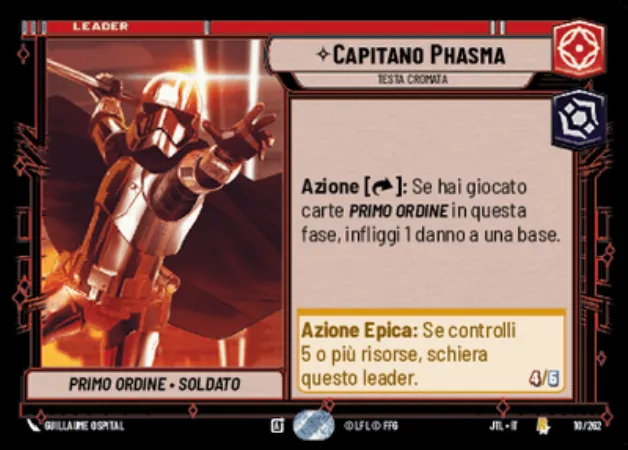 LEADER
CAPITANO PHASMA
TESTA CROMATA
Azione [ ]: Se hai giocato
carte PRIMO ORDINE in questa
fase, infliggi 1 danno a una base.
Azione Epica: Se controlli
5 o più risorse, schiera
questo leader.
4/6
PRIMO ORDINE • SOLDATO
GUILLAUME OSPITAL
© LFL © FFG
JTL • IT
10/262